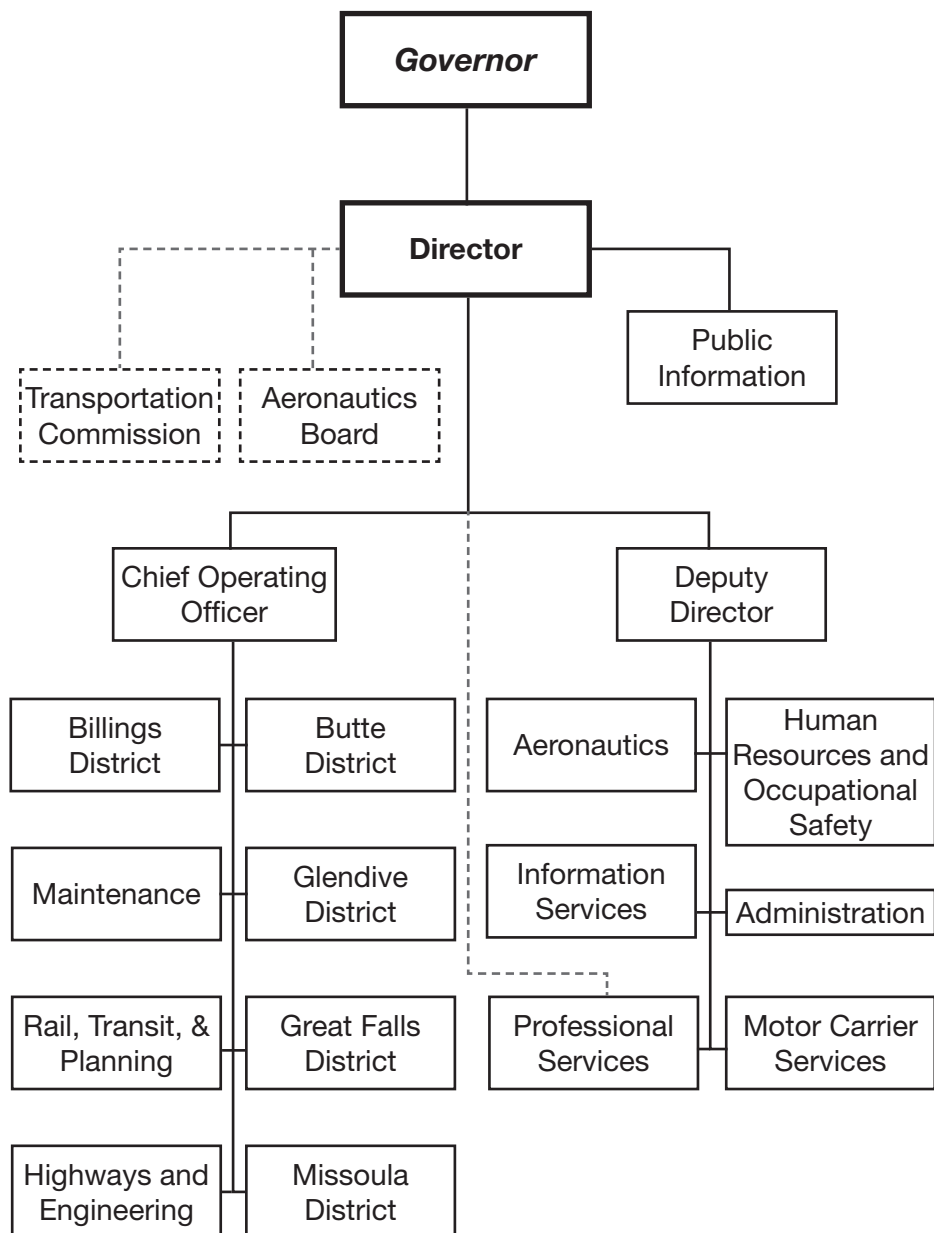 Governor
Director
Public
Information
Transportation
Commission
Aeronautics
Board
Chief Operating
Officer
Deputy
Director
Billings
District
Butte
District
Aeronautics
Human
Resources and
Occupational
Safety
Maintenance
Glendive
District
Information
Services
Administration
Rail, Transit, &
Planning
Great Falls
District
Professional
Services
Motor Carrier
Services
Highways and
Engineering
Missoula
District